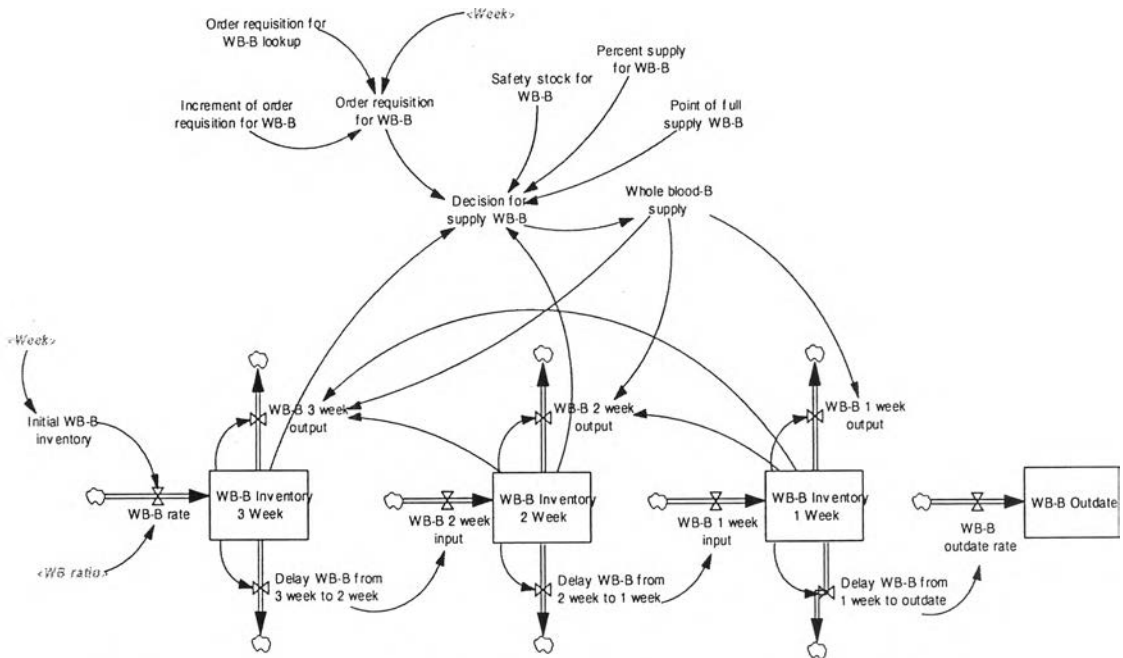 Order requisition for
WB-B lookup
<Week>
Percent supply
for WB-B
Safety stock for
WB-B
Increment of order
requisition for WB-B
Order requisition
for WB-B
Point of full
supply WB-B
Decision for
supply WB-B
Whole blood-B
supply
<Week>
Initial WB-B
inventory
WB-B 3 week
output
WB-B 2 week
output
WB-B 1 week
output
WB-B rate
WB-B Inventory
3 Week
WB-B 2 week
input
WB-B Inventory
2 Week
WB-B 1 week
input
WB-B Inventory
1 Week
WB-B
outdate rate
WB-B Outdate
<WB ratio>
Delay WB-B from
3 week to 2 week
Delay WB-B from
2 week to 1 week
Delay WB-B from
1 week to outdate